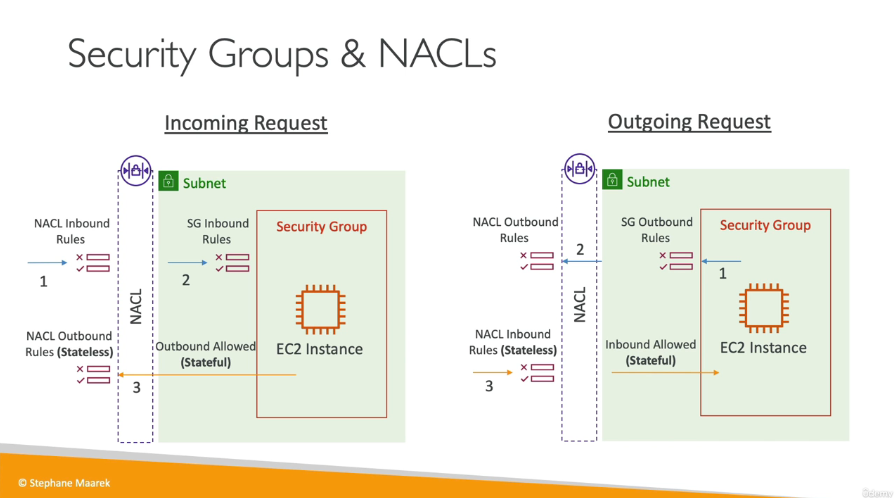 Security Groups & NACLs
Incoming Request
Subnet
NACL Inbound
Rules
1
SG Inbound
Rules
2
Security Group
NACL
NACL Outbound
Rules (Stateless)
Outbound Allowed
(Stateful)
3
EC2 Instance
Outgoing Request
Subnet
NACL Outbound
Rules
2
SG Outbound
Rules
1
Security Group
NACL
NACL Inbound
Rules (Stateless)
3
Inbound Allowed
(Stateful)
EC2 Instance
© Stephane Maarek
ûdemy